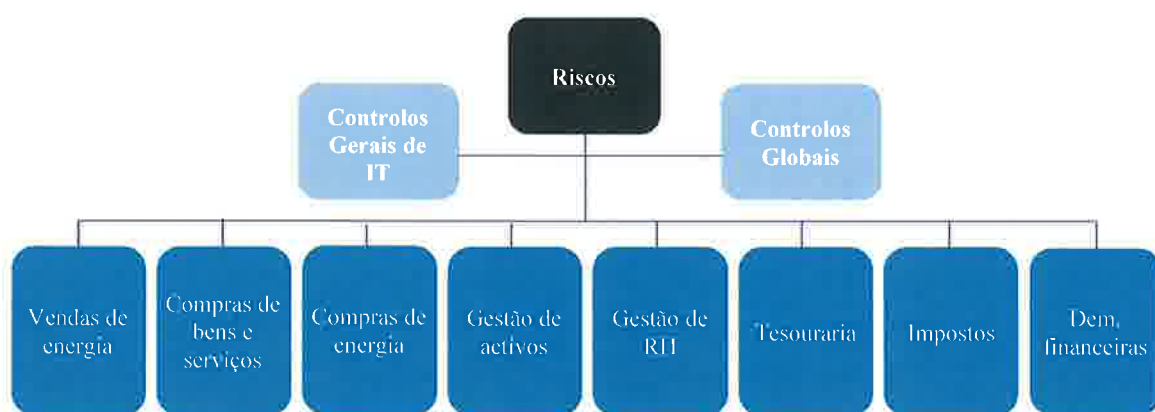 Riscos
Controlos
Gerais de
IT
Controlos
Globais
Vendas de
energia
Compras de
bens e
serviços
Compras de
energia
Gestão de
activos
Gestão de
RH
Tesouraria
Impostos
Dem.
financeiras